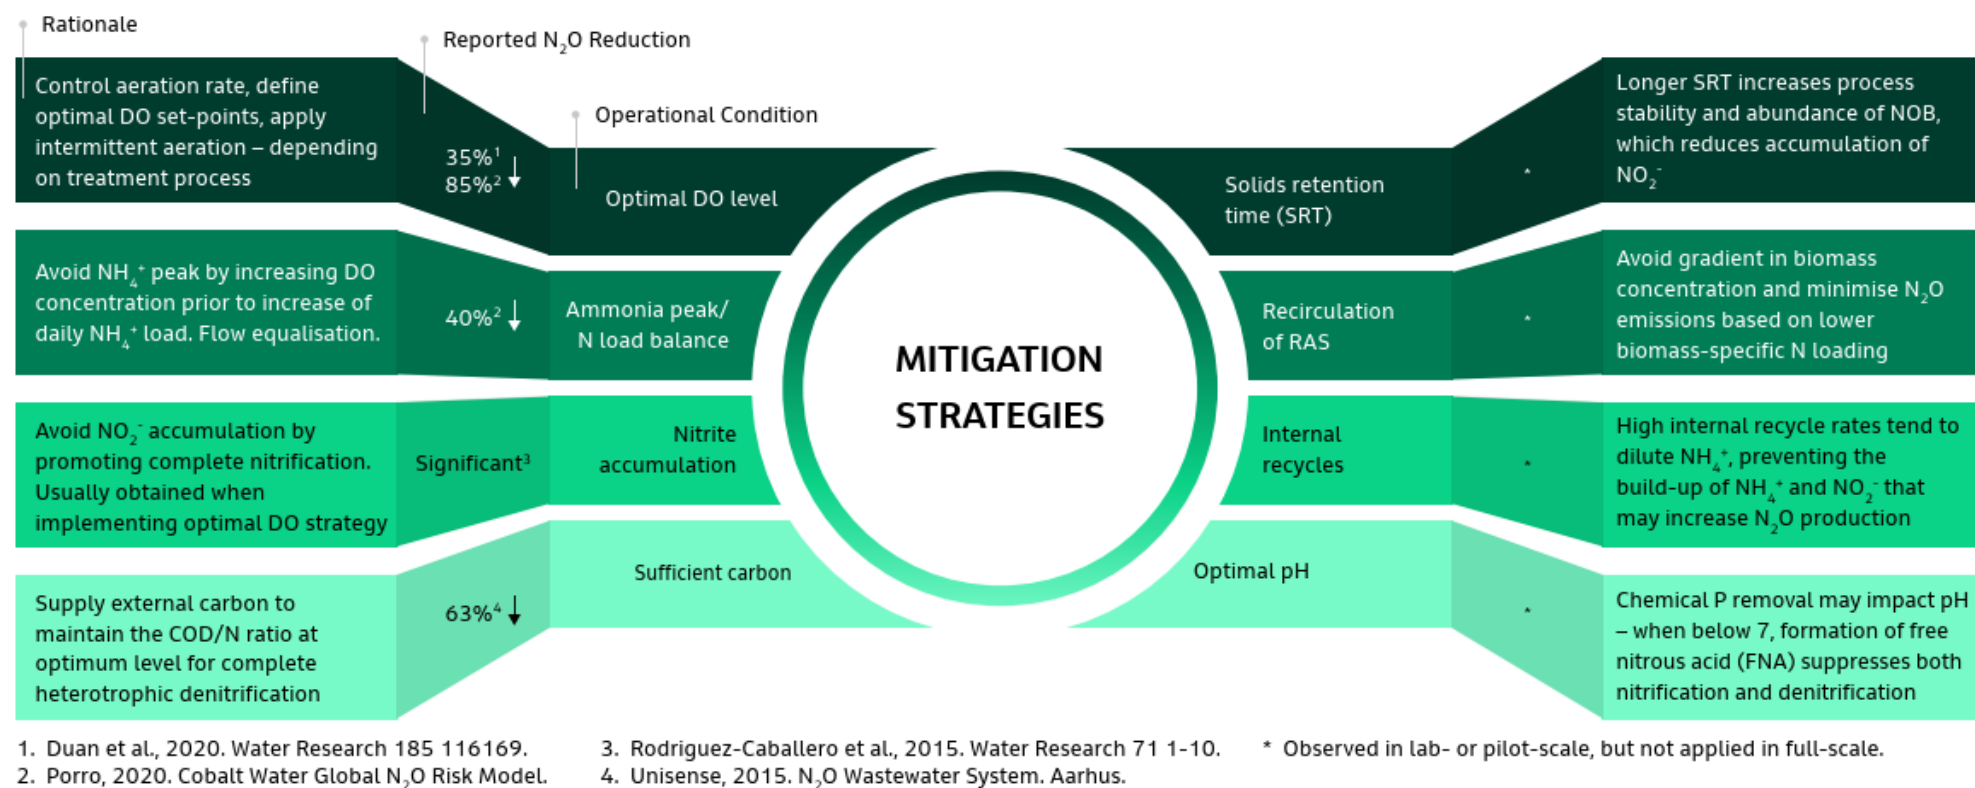 Rationale
Reported N₂O Reduction
Operational Condition
Control aeration rate, define
optimal DO set-points, apply
intermittent aeration – depending
on treatment process
35%¹
85%² ↓
Optimal DO level
Avoid NH₄⁺ peak by increasing DO
concentration prior to increase of
daily NH₄⁺ load. Flow equalisation.
40%² ↓
Ammonia peak/
N load balance
Avoid NO₂⁻ accumulation by
promoting complete nitrification.
Usually obtained when
implementing optimal DO strategy
Significant³
Nitrite
accumulation
Supply external carbon to
maintain the COD/N ratio at
optimum level for complete
heterotrophic denitrification
63%⁴ ↓
Sufficient carbon
MITIGATION
STRATEGIES
Solids retention
time (SRT)
*
Longer SRT increases process
stability and abundance of NOB,
which reduces accumulation of
NO₂⁻
Recirculation
of RAS
*
Avoid gradient in biomass
concentration and minimise N₂O
emissions based on lower
biomass-specific N loading
Internal
recycles
*
High internal recycle rates tend to
dilute NH₄⁺, preventing the
build-up of NH₄⁺ and NO₂⁻ that
may increase N₂O production
Optimal pH
*
Chemical P removal may impact pH
– when below 7, formation of free
nitrous acid (FNA) suppresses both
nitrification and denitrification
1. Duan et al., 2020. Water Research 185 116169.
2. Porro, 2020. Cobalt Water Global N₂O Risk Model.
3. Rodriguez-Caballero et al., 2015. Water Research 71 1-10.
4. Unisense, 2015. N₂O Wastewater System. Aarhus.
* Observed in lab- or pilot-scale, but not applied in full-scale.